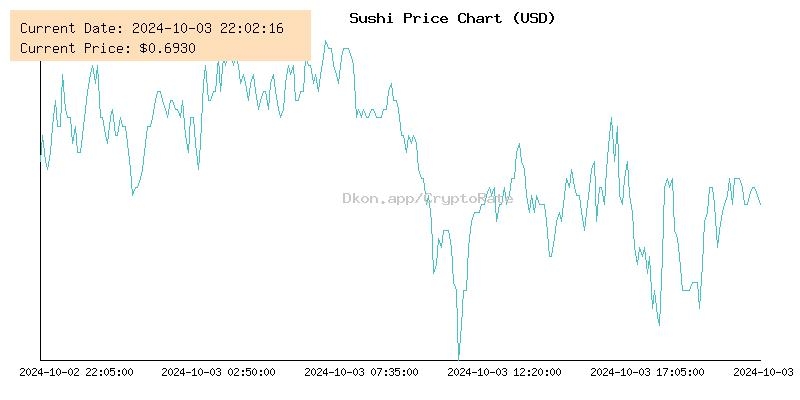 Sushi Price Chart (USD)
Current Date: 2024-10-03 22:02:16
Current Price: $0.6930
Dkon.app/CryptoRate
2024-10-02 22:05:00
2024-10-03 02:50:00
2024-10-03 07:35:00
2024-10-03 12:20:00
2024-10-03 17:05:00
2024-10-03